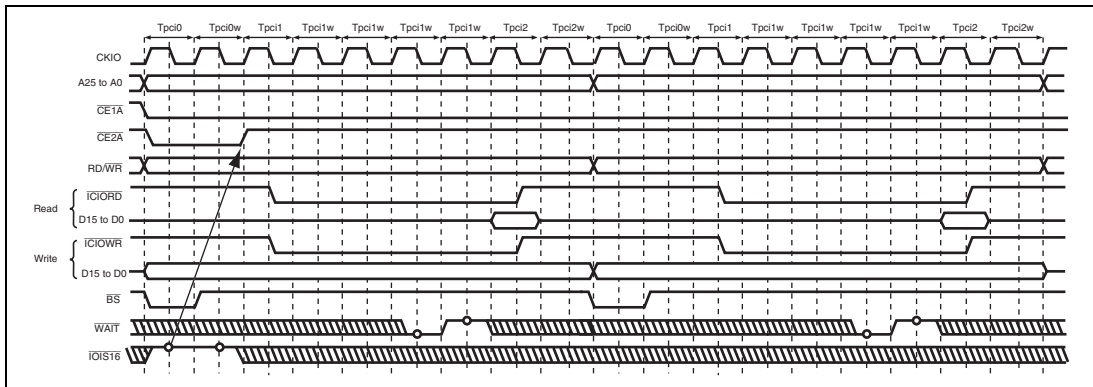 Tpci0 Tpci0w Tpci1 Tpci1w Tpci1w Tpci1w Tpci1w Tpci2 Tpci2w Tpci0 Tpci0w Tpci1 Tpci1w Tpci1w Tpci1w Tpci1w Tpci2 Tpci2w
CKIO
A25 to A0
CE1A
CE2A
RD/WR
Read
ICIORD
D15 to D0
Write
ICIOWR
D15 to D0
BS
WAIT
IOIS16